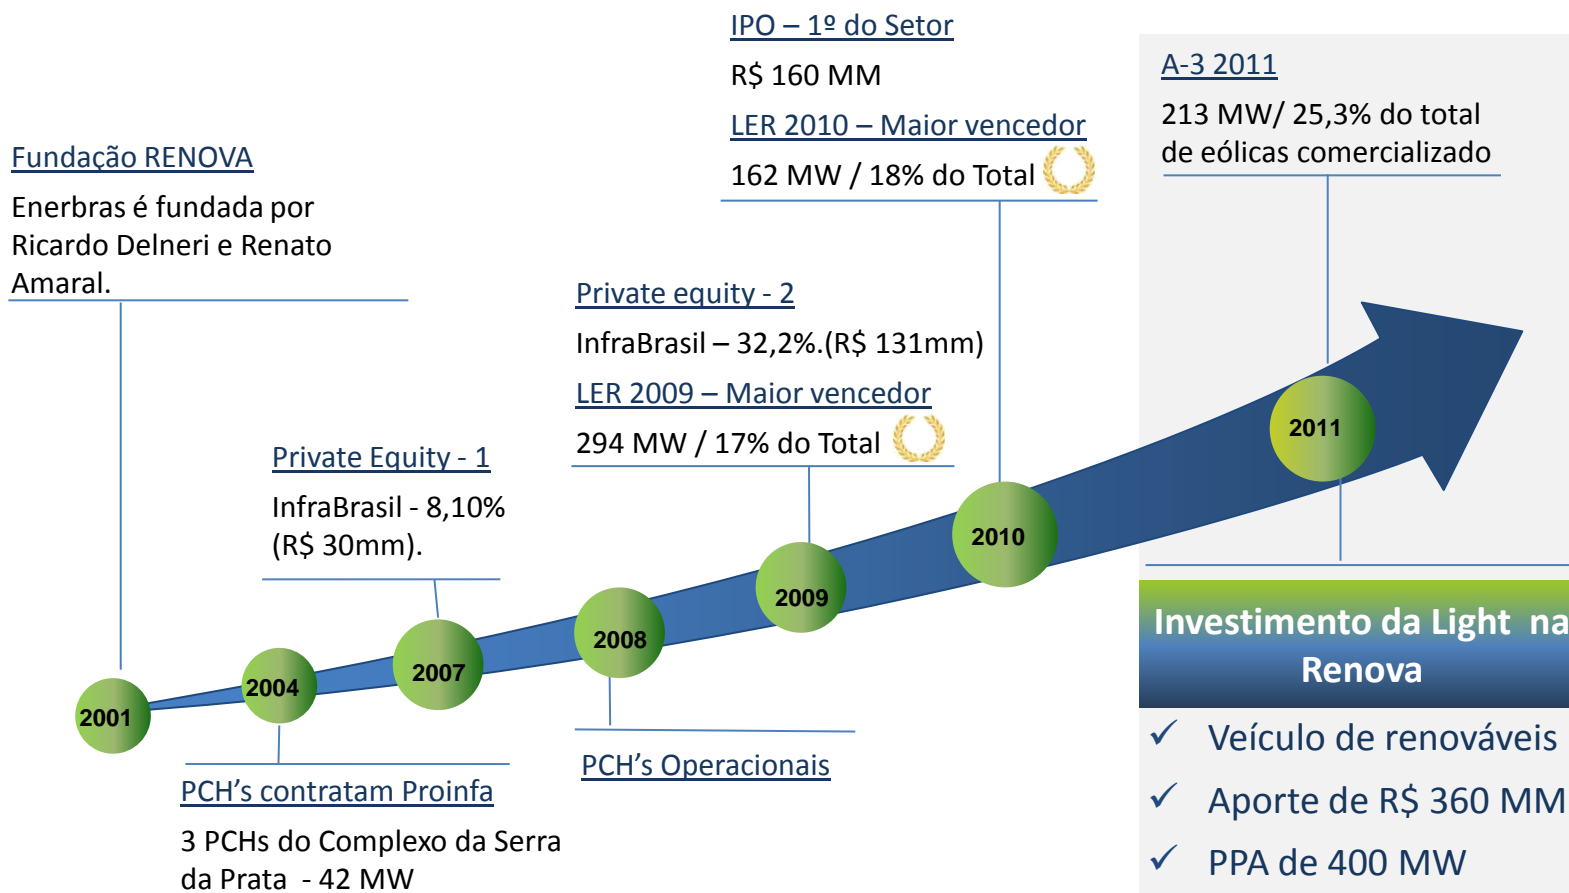 Fundação RENOVA
Enerbras é fundada por
Ricardo Delneri e Renato
Amaral.
2001
2004
PCH's contratam Proinfa
3 PCHs do Complexo da Serra
da Prata - 42 MW
Private Equity - 1
InfraBrasil - 8,10%
(R$ 30mm).
2007
2008
PCH's Operacionais
Private equity - 2
InfraBrasil – 32,2%.(R$ 131mm)
LER 2009 – Maior vencedor
294 MW / 17% do Total
2009
IPO – 1º do Setor
R$ 160 MM
LER 2010 – Maior vencedor
162 MW / 18% do Total
2010
A-3 2011
213 MW/ 25,3% do total
de eólicas comercializado
2011
Investimento da Light na
Renova
✓ Veículo de renováveis
✓ Aporte de R$ 360 MM
✓ PPA de 400 MW